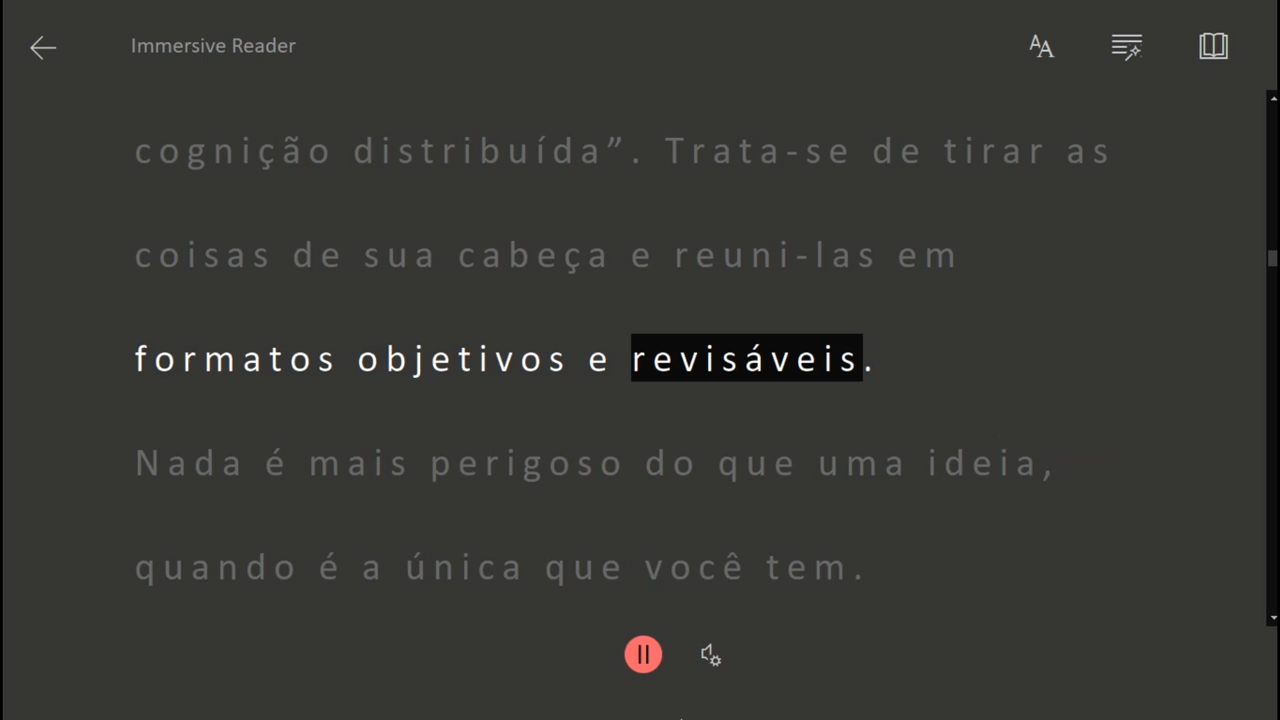 Immersive Reader
cognição distribuída”. Trata-se de tirar as
coisas de sua cabeça e reuni-las em
formatos objetivos e revisáveis.
Nada é mais perigoso do que uma ideia,
quando é a única que você tem.